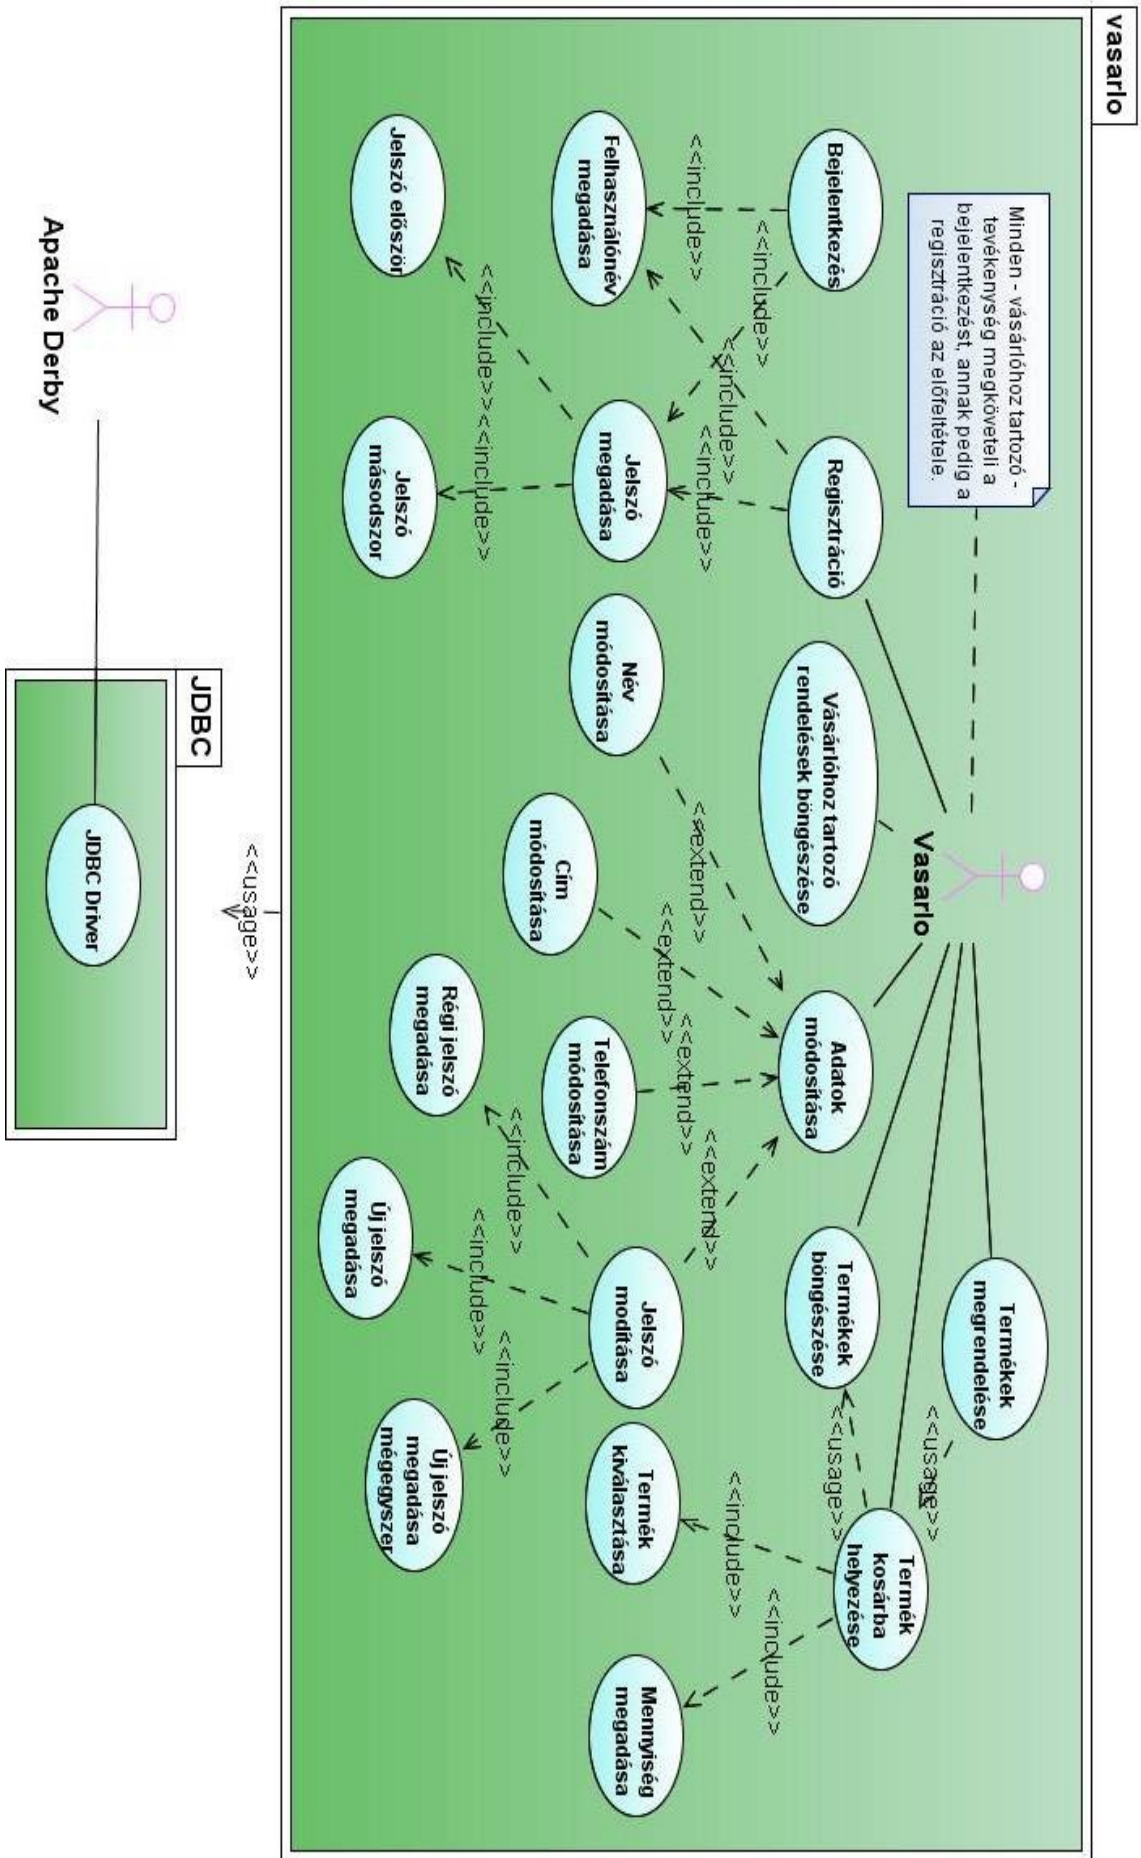 vasarlo
Minden - vásárlóhoz tartozó -
tevékenység megköveteli a
bejelentkezést, annak pedig a
regisztráció az előfeltétele.
Vasarlo
Termékek
megrendelése
<<usage>>
Bejelentkezés
Regisztráció
Vásárlóhoz tartozó
rendelések böngészése
Adatok
módosítása
Termékek
böngészése
<<usage>>
Termék
kosárba
helyezése
<<include>>
<<include>>
<<include>>
<<include>>
<<extend>>
<<extend>>
<<extend>>
<<extend>>
<<include>>
<<include>>
Felhasználónév
megadása
Jelszó
megadása
Név
módosítása
Cím
módosítása
Telefonszám
módosítása
Jelszó
modítása
Termék
kiválasztása
Mennyiség
megadása
<<include>>
<<include>>
<<include>>
<<include>>
<<include>>
Jelszó először
Jelszó
másodszor
Régi jelszó
megadása
Új jelszó
megadása
Új jelszó
megadása
mégegyszer
<<usage>>
JDBC
JDBC Driver
Apache Derby